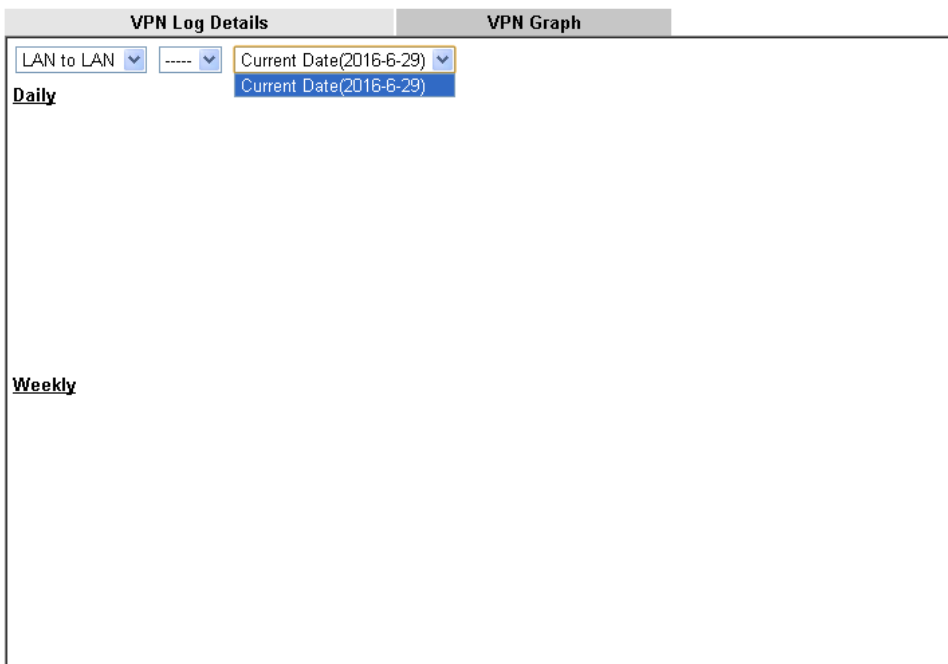 VPN Log Details VPN Graph
LAN to LAN ----- Current Date(2016-6-29)
Current Date(2016-6-29)
Daily
Weekly